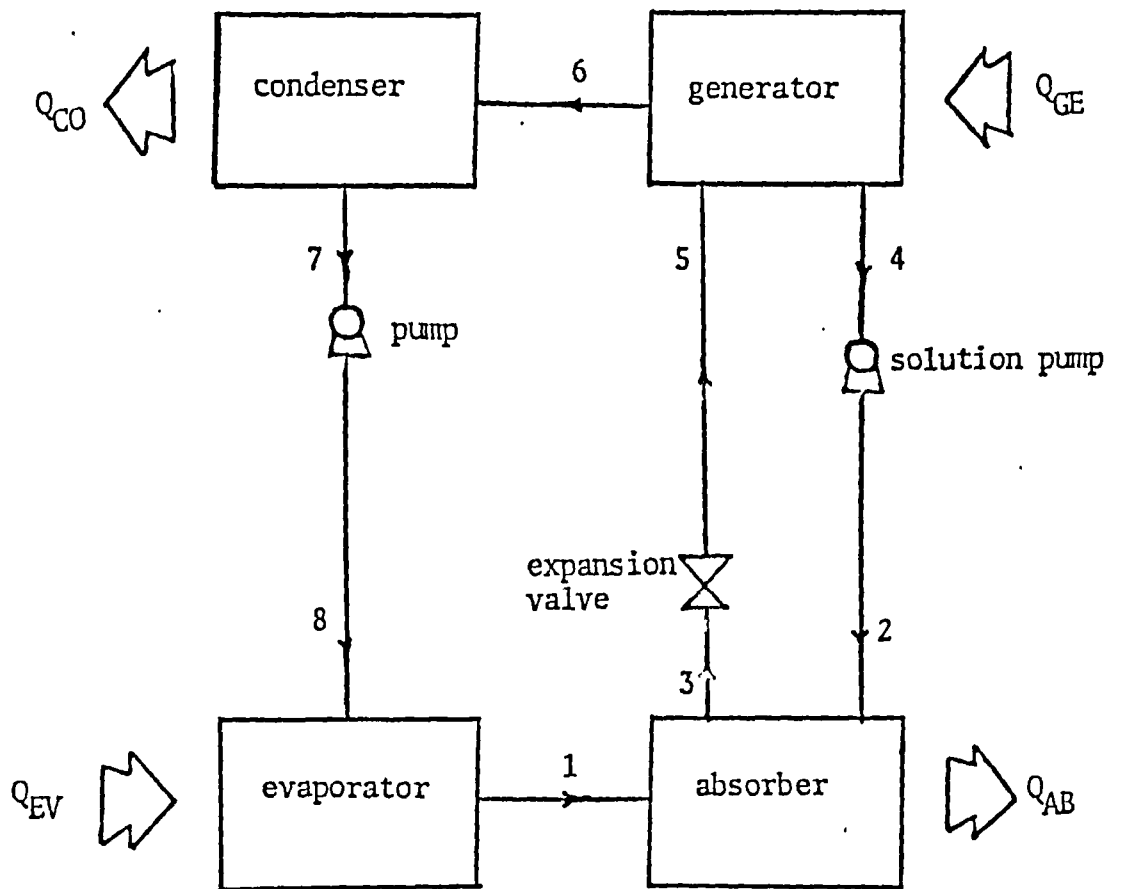 condenser
6
generator
Q_CO
Q_GE
7
5
4
pump
solution pump
expansion
valve
8
2
3
evaporator
1
absorber
Q_EV
Q_AB